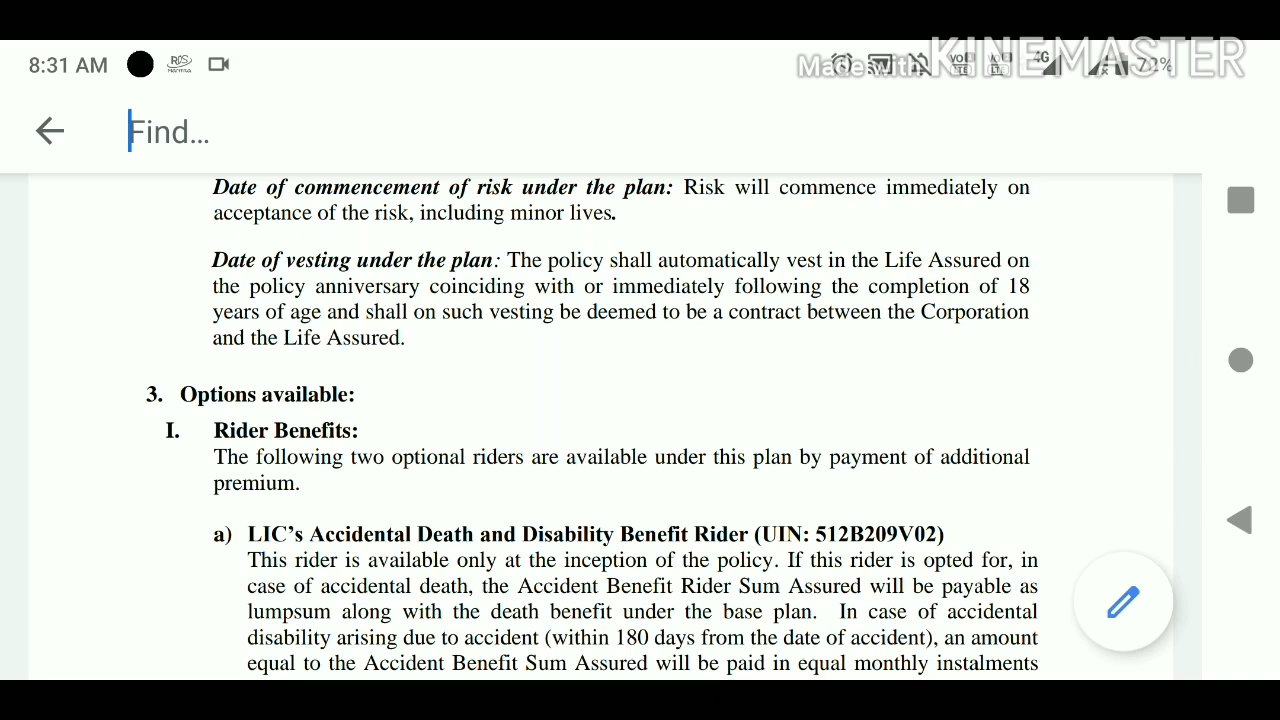 8:31 AM
Made with KINEMASTER
72%
4G
Find...
Date of commencement of risk under the plan: Risk will commence immediately on
acceptance of the risk, including minor lives.
Date of vesting under the plan: The policy shall automatically vest in the Life Assured on
the policy anniversary coinciding with or immediately following the completion of 18
years of age and shall on such vesting be deemed to be a contract between the Corporation
and the Life Assured.
3. Options available:
I. Rider Benefits:
The following two optional riders are available under this plan by payment of additional
premium.
a) LIC’s Accidental Death and Disability Benefit Rider (UIN: 512B209V02)
This rider is available only at the inception of the policy. If this rider is opted for, in
case of accidental death, the Accident Benefit Rider Sum Assured will be payable as
lumpsum along with the death benefit under the base plan. In case of accidental
disability arising due to accident (within 180 days from the date of accident), an amount
equal to the Accident Benefit Sum Assured will be paid in equal monthly instalments